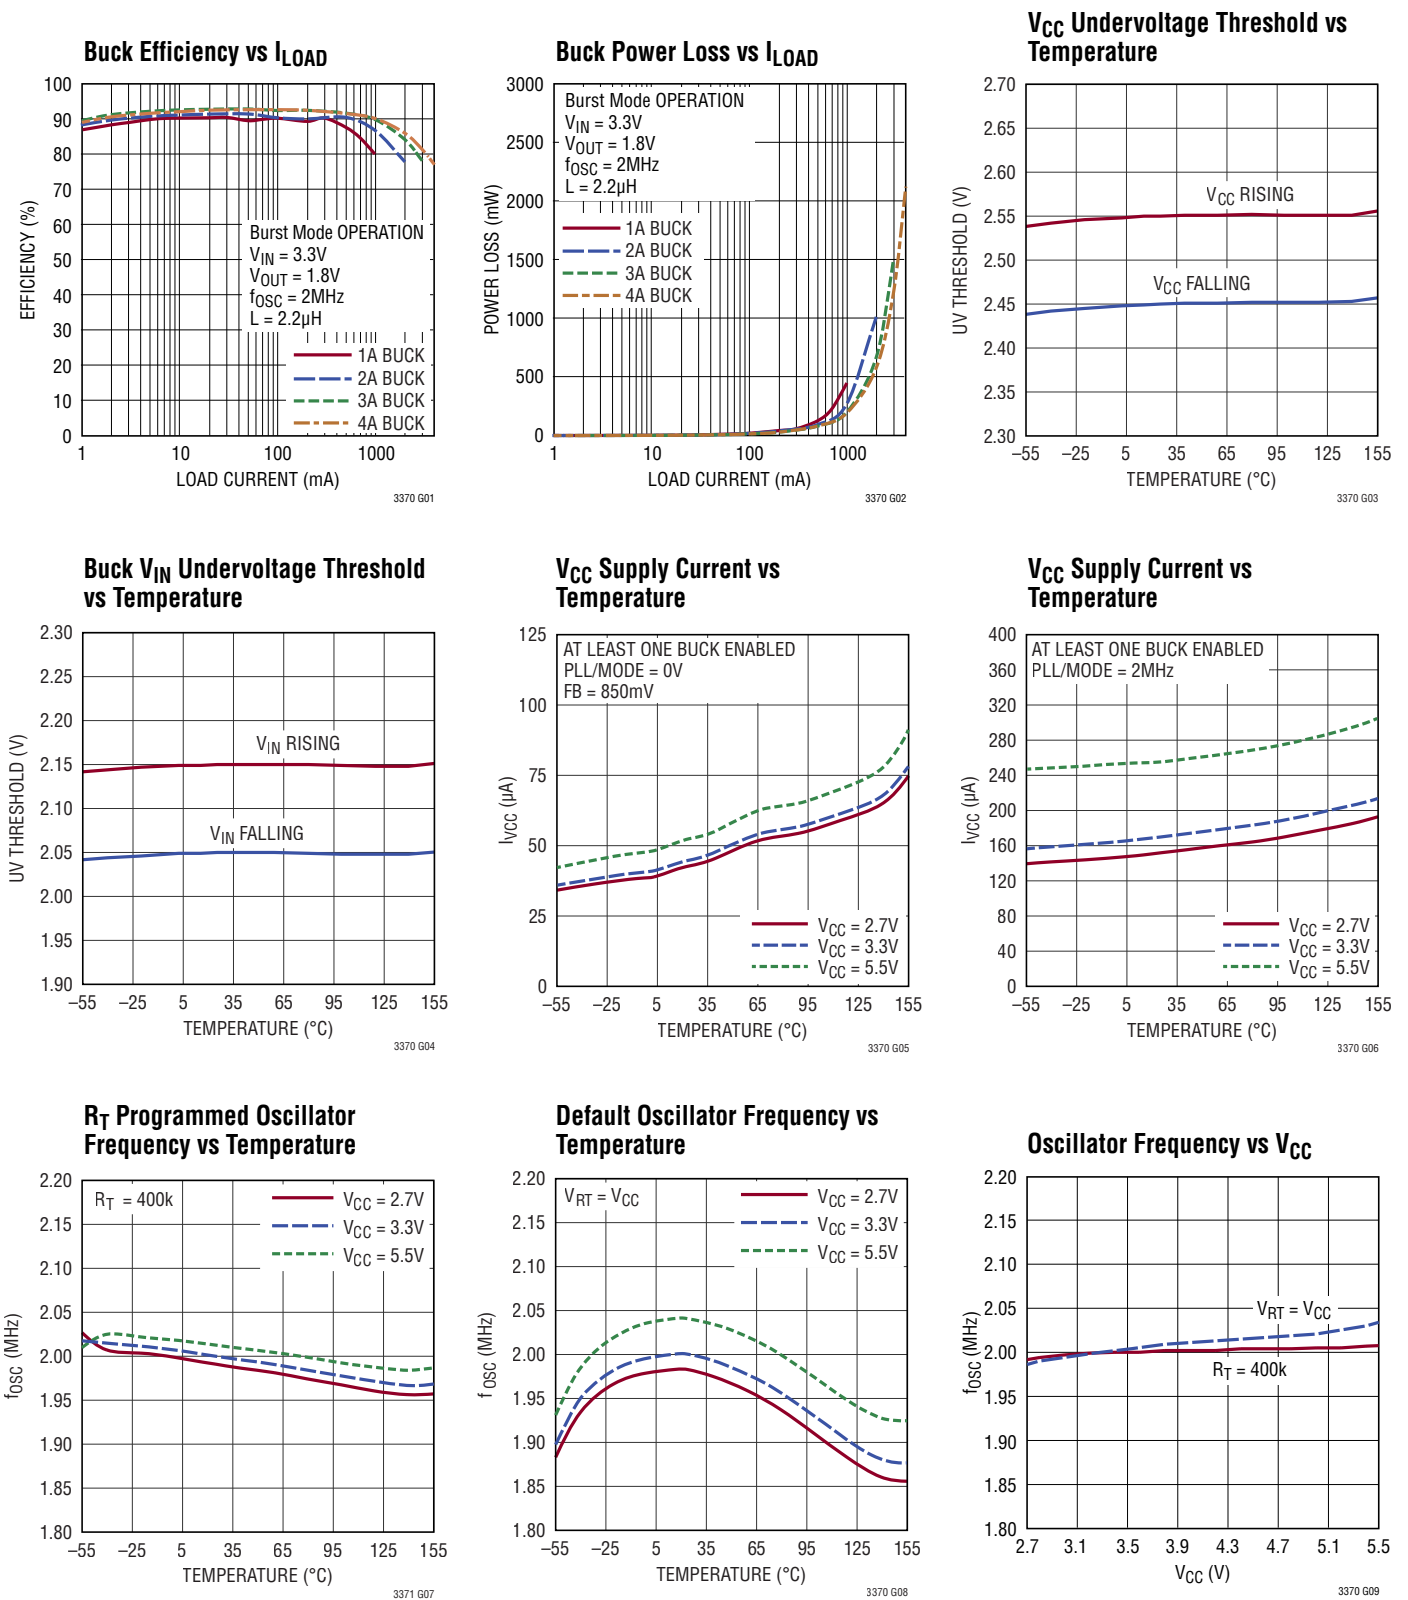 Buck Efficiency vs ILOAD
100
90
80
70
60
50
40
30
20
10
0
EFFICIENCY (%)
Burst Mode OPERATION
VIN = 3.3V
VOUT = 1.8V
fOSC = 2MHz
L = 2.2µH
1A BUCK
2A BUCK
3A BUCK
4A BUCK
1 10 100 1000
LOAD CURRENT (mA)
3370 G01
Buck Power Loss vs ILOAD
3000
2500
2000
1500
1000
500
0
POWER LOSS (mW)
Burst Mode OPERATION
VIN = 3.3V
VOUT = 1.8V
fOSC = 2MHz
L = 2.2µH
1A BUCK
2A BUCK
3A BUCK
4A BUCK
1 10 100 1000
LOAD CURRENT (mA)
3370 G02
VCC Undervoltage Threshold vs
Temperature
2.70
2.65
2.60
2.55
2.50
2.45
2.40
2.35
2.30
UV THRESHOLD (V)
VCC RISING
VCC FALLING
–55 –25 5 35 65 95 125 155
TEMPERATURE (°C)
3370 G03
Buck VIN Undervoltage Threshold
vs Temperature
2.30
2.25
2.20
2.15
2.10
2.05
2.00
1.95
1.90
UV THRESHOLD (V)
VIN RISING
VIN FALLING
–55 –25 5 35 65 95 125 155
TEMPERATURE (°C)
3370 G04
VCC Supply Current vs
Temperature
125
100
75
50
25
0
IVCC (µA)
AT LEAST ONE BUCK ENABLED
PLL/MODE = 0V
FB = 850mV
VCC = 2.7V
VCC = 3.3V
VCC = 5.5V
–55 –25 5 35 65 95 125 155
TEMPERATURE (°C)
3370 G05
VCC Supply Current vs
Temperature
400
360
320
280
240
200
160
120
80
40
0
IVCC (µA)
AT LEAST ONE BUCK ENABLED
PLL/MODE = 2MHz
VCC = 2.7V
VCC = 3.3V
VCC = 5.5V
–55 –25 5 35 65 95 125 155
TEMPERATURE (°C)
3370 G06
RT Programmed Oscillator
Frequency vs Temperature
2.20
2.15
2.10
2.05
2.00
1.95
1.90
1.85
1.80
fOSC (MHz)
RT = 400k
VCC = 2.7V
VCC = 3.3V
VCC = 5.5V
–55 –25 5 35 65 95 125 155
TEMPERATURE (°C)
3371 G07
Default Oscillator Frequency vs
Temperature
2.20
2.15
2.10
2.05
2.00
1.95
1.90
1.85
1.80
fOSC (MHz)
VRT = VCC
VCC = 2.7V
VCC = 3.3V
VCC = 5.5V
–55 –25 5 35 65 95 125 155
TEMPERATURE (°C)
3370 G08
Oscillator Frequency vs VCC
2.20
2.15
2.10
2.05
2.00
1.95
1.90
1.85
1.80
fOSC (MHz)
VRT = VCC
RT = 400k
2.7 3.1 3.5 3.9 4.3 4.7 5.1 5.5
VCC (V)
3370 G09